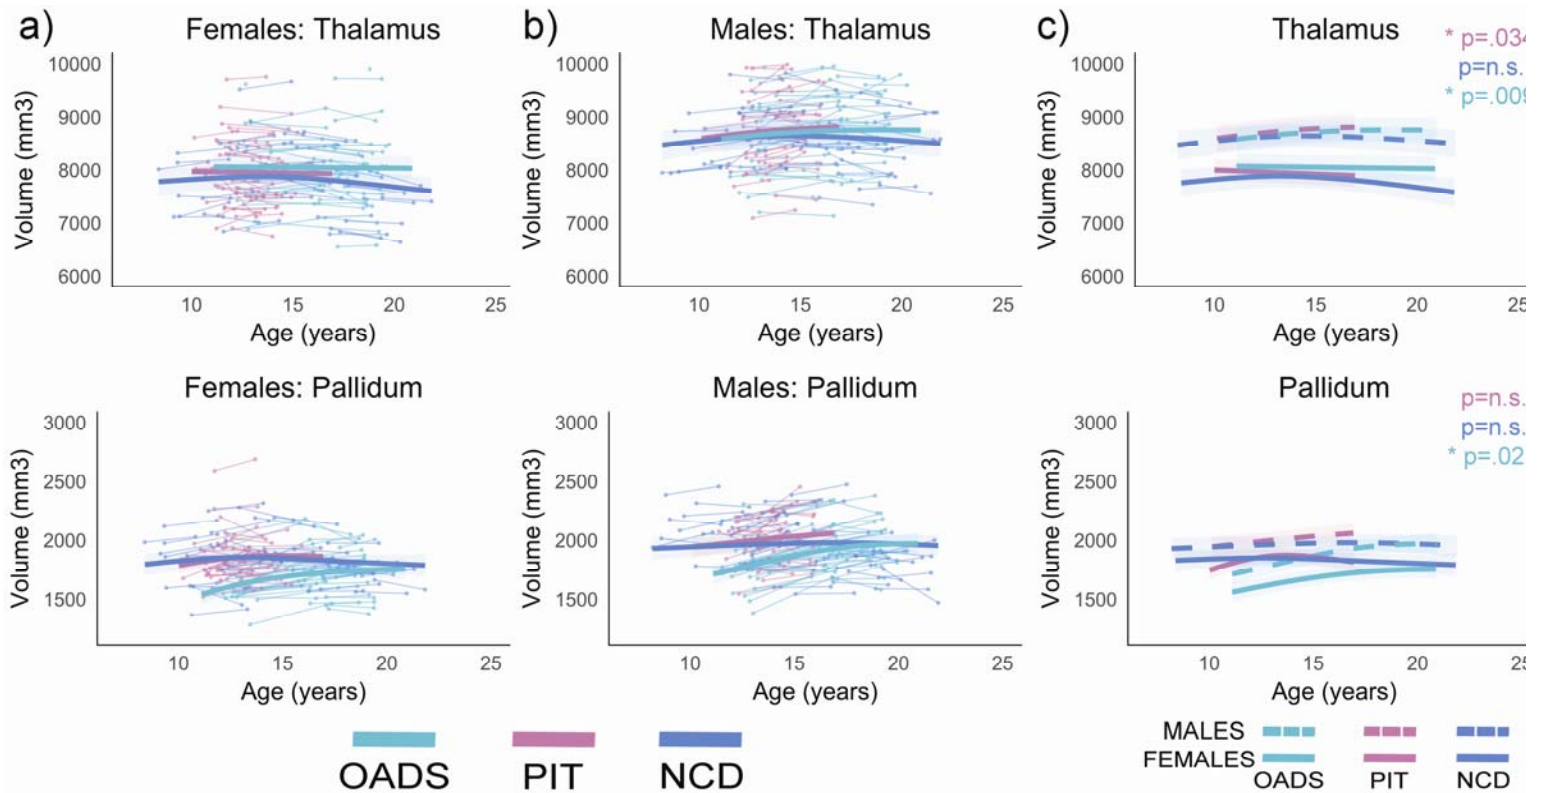 a)
Females: Thalamus
Volume (mm3)
10000
9000
8000
7000
6000
10 15 20 25
Age (years)
b)
Males: Thalamus
Volume (mm3)
10000
9000
8000
7000
6000
10 15 20 25
Age (years)
c)
Thalamus
* p=.034
p=n.s.
* p=.009
Volume (mm3)
10000
9000
8000
7000
6000
10 15 20 25
Age (years)
Females: Pallidum
Volume (mm3)
3000
2500
2000
1500
10 15 20 25
Age (years)
Males: Pallidum
Volume (mm3)
3000
2500
2000
1500
10 15 20 25
Age (years)
Pallidum
p=n.s.
p=n.s.
* p=.02
Volume (mm3)
3000
2500
2000
1500
10 15 20 25
Age (years)
OADS PIT NCD
MALES
FEMALES
OADS PIT NCD